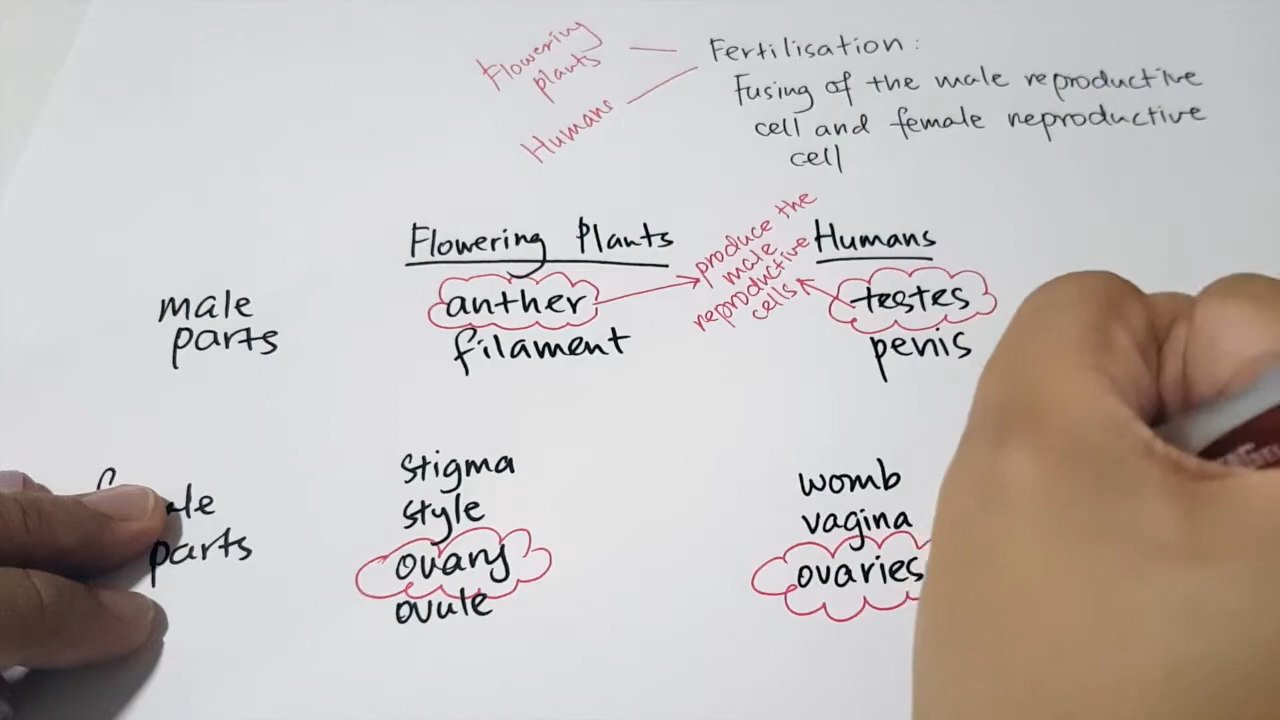 Flowering
plants
Humans
Fertilisation:
Fusing of the male reproductive
cell and female reproductive
cell
Flowering Plants
Humans
produce the
male
reproductive
cells
male
parts
anther
filament
testes
penis
parts
stigma
style
ovary
ovule
womb
vagina
ovaries